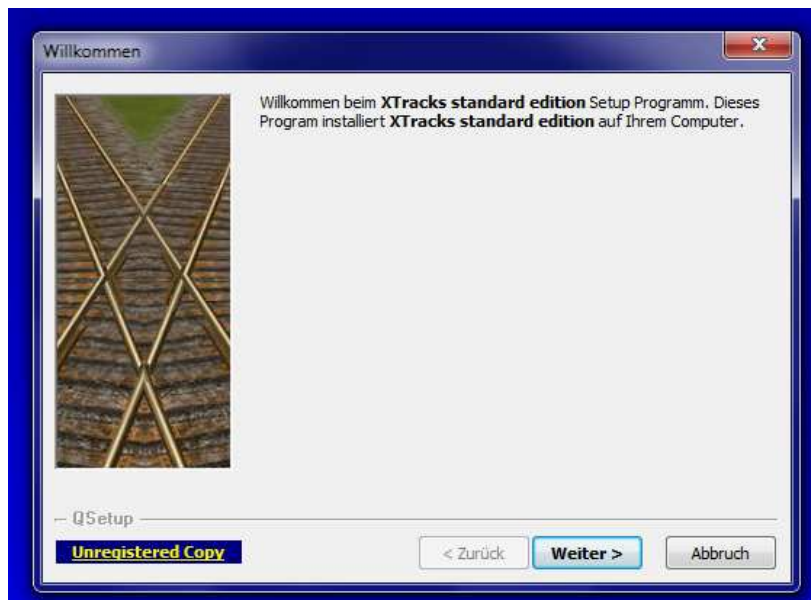 Willkommen
Willkommen beim XTracks standard edition Setup Programm. Dieses
Program installiert XTracks standard edition auf Ihrem Computer.
QSetup
Unregistered Copy
< Zurück
Weiter >
Abbruch